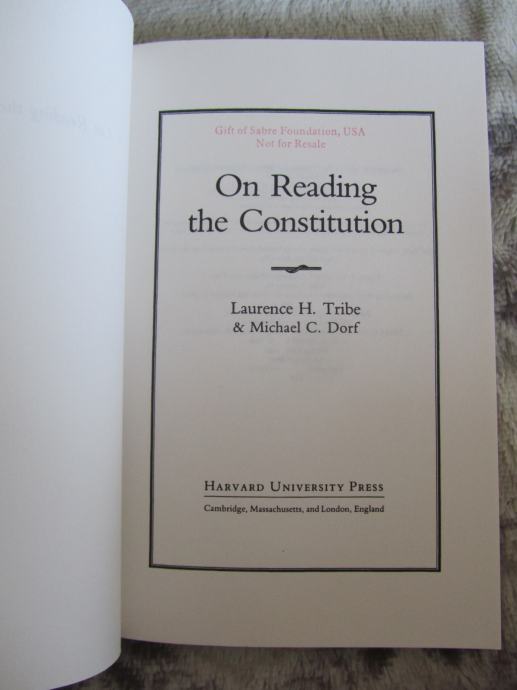 Gift of Sabre Foundation, USA
Not for Resale
On Reading
the Constitution
Laurence H. Tribe
& Michael C. Dorf
HARVARD UNIVERSITY PRESS
Cambridge, Massachusetts, and London, England